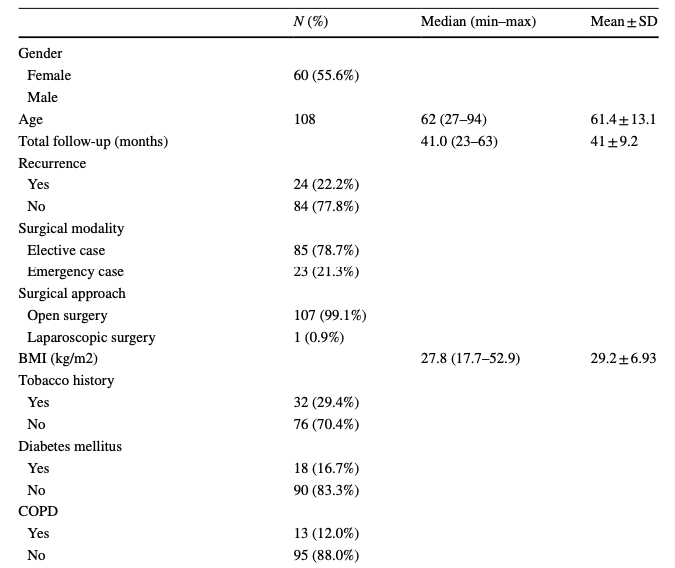 N (%) Median (min–max) Mean ± SD
Gender
Female 60 (55.6%)
Male
Age 108 62 (27–94) 61.4 ± 13.1
Total follow-up (months) 41.0 (23–63) 41 ± 9.2
Recurrence
Yes 24 (22.2%)
No 84 (77.8%)
Surgical modality
Elective case 85 (78.7%)
Emergency case 23 (21.3%)
Surgical approach
Open surgery 107 (99.1%)
Laparoscopic surgery 1 (0.9%)
BMI (kg/m2) 27.8 (17.7–52.9) 29.2 ± 6.93
Tobacco history
Yes 32 (29.4%)
No 76 (70.4%)
Diabetes mellitus
Yes 18 (16.7%)
No 90 (83.3%)
COPD
Yes 13 (12.0%)
No 95 (88.0%)